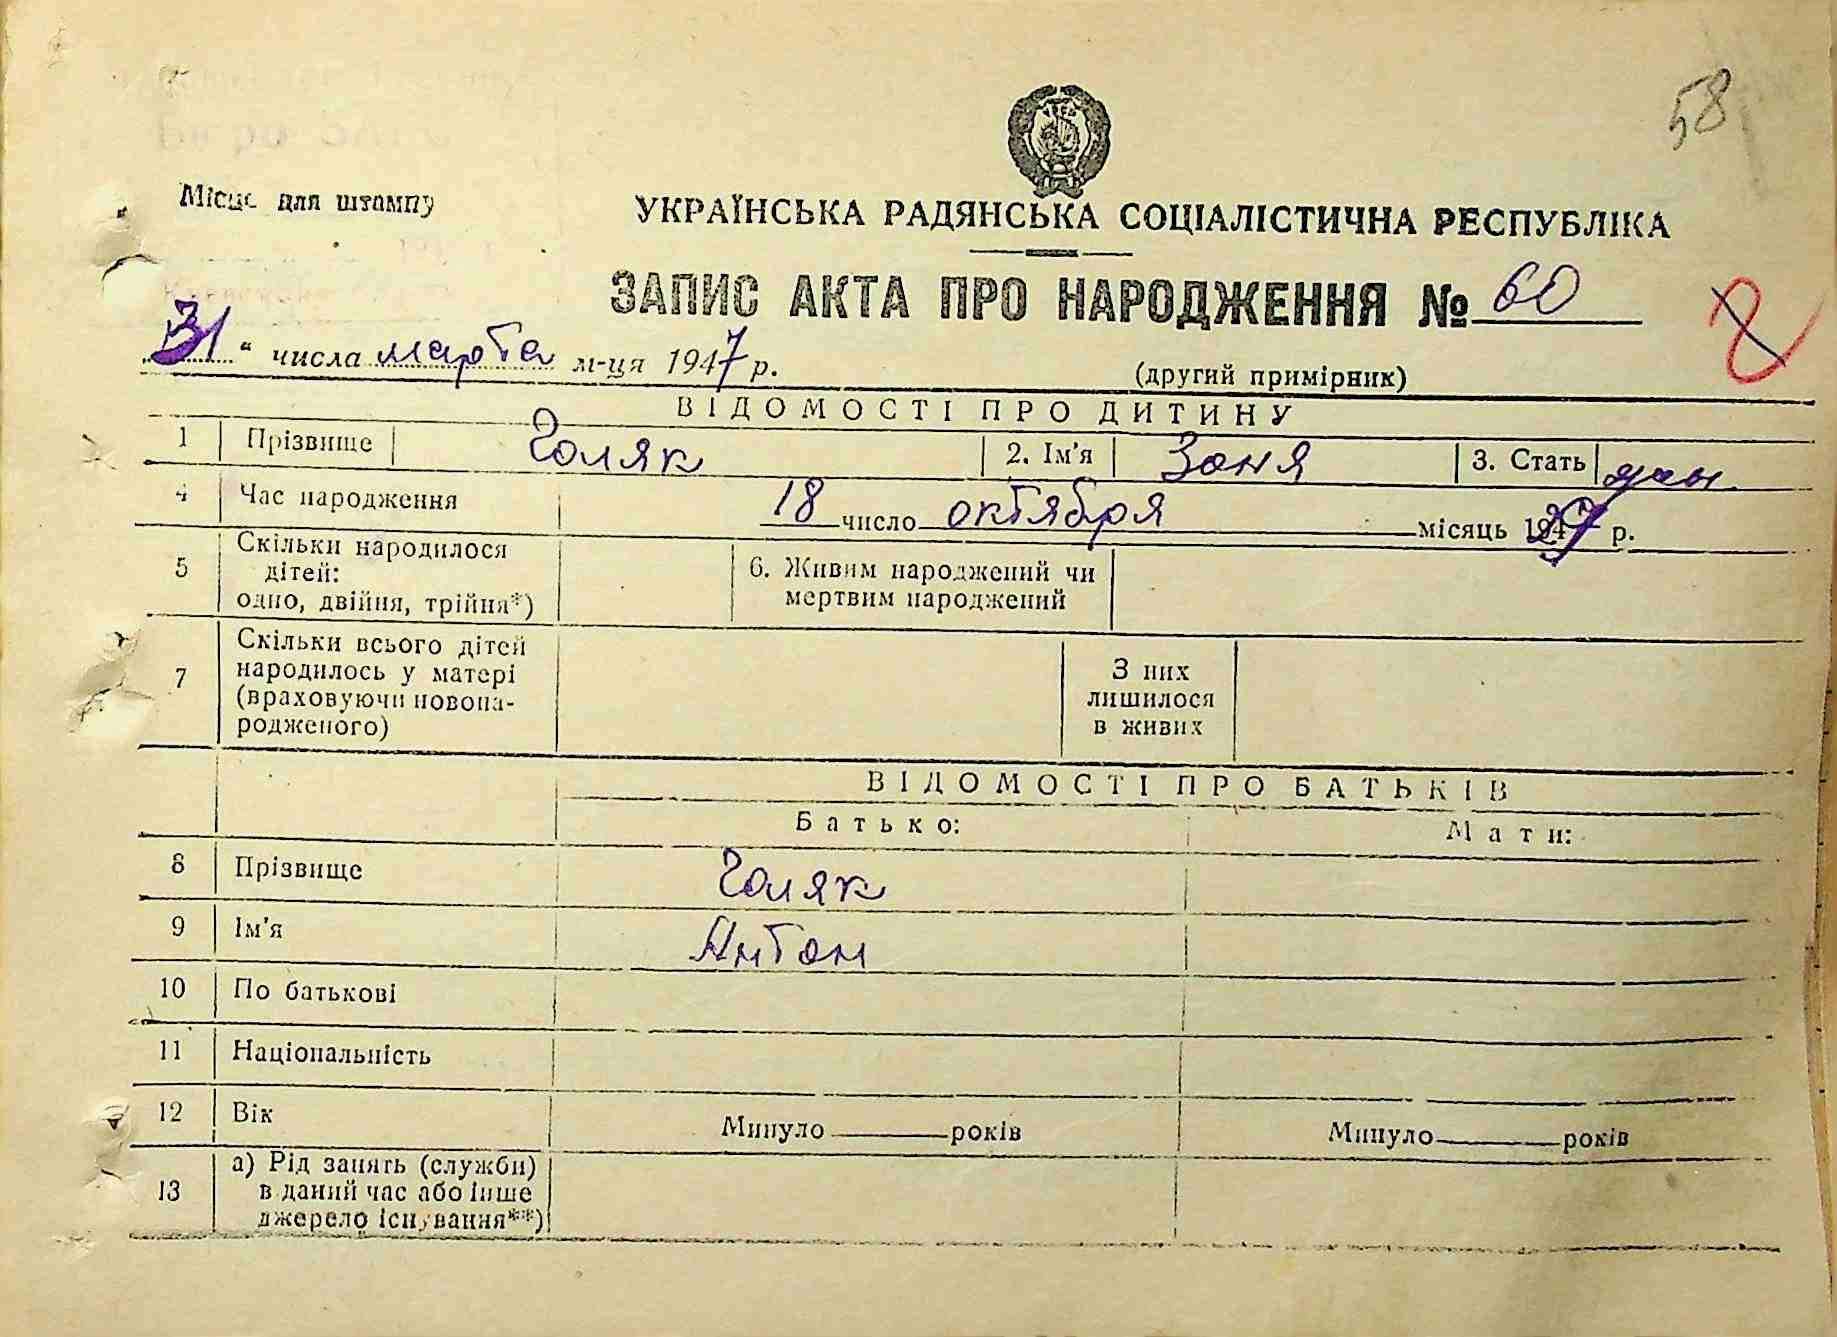 58
Місце для штампу
УКРАЇНСЬКА РАДЯНСЬКА СОЦІАЛІСТИЧНА РЕСПУБЛІКА
ЗАПИС АКТА ПРО НАРОДЖЕННЯ № 60
31 " числа марта м-ця 1947 р.
(другий примірник)
ВІДОМОСТІ ПРО ДИТИНУ
1 Прізвище Голяк 2. Ім'я Зоня 3. Стать
4 Час народження 18 число октября місяць р.
5 Скільки народилося дітей: одно, двійня, трійня*) 6. Живим народжений чи мертвим народжений
7 Скільки всього дітей народилось у матері (враховуючи новона-родженого) З них лишилося в живих
ВІДОМОСТІ ПРО БАТЬКІВ
Батько: Мати:
8 Прізвище Голяк
9 Ім'я Антон
10 По батькові
11 Національність
12 Вік Минуло років Минуло років
13 а) Рід занять (служби) в даний час або інше джерело існування**)